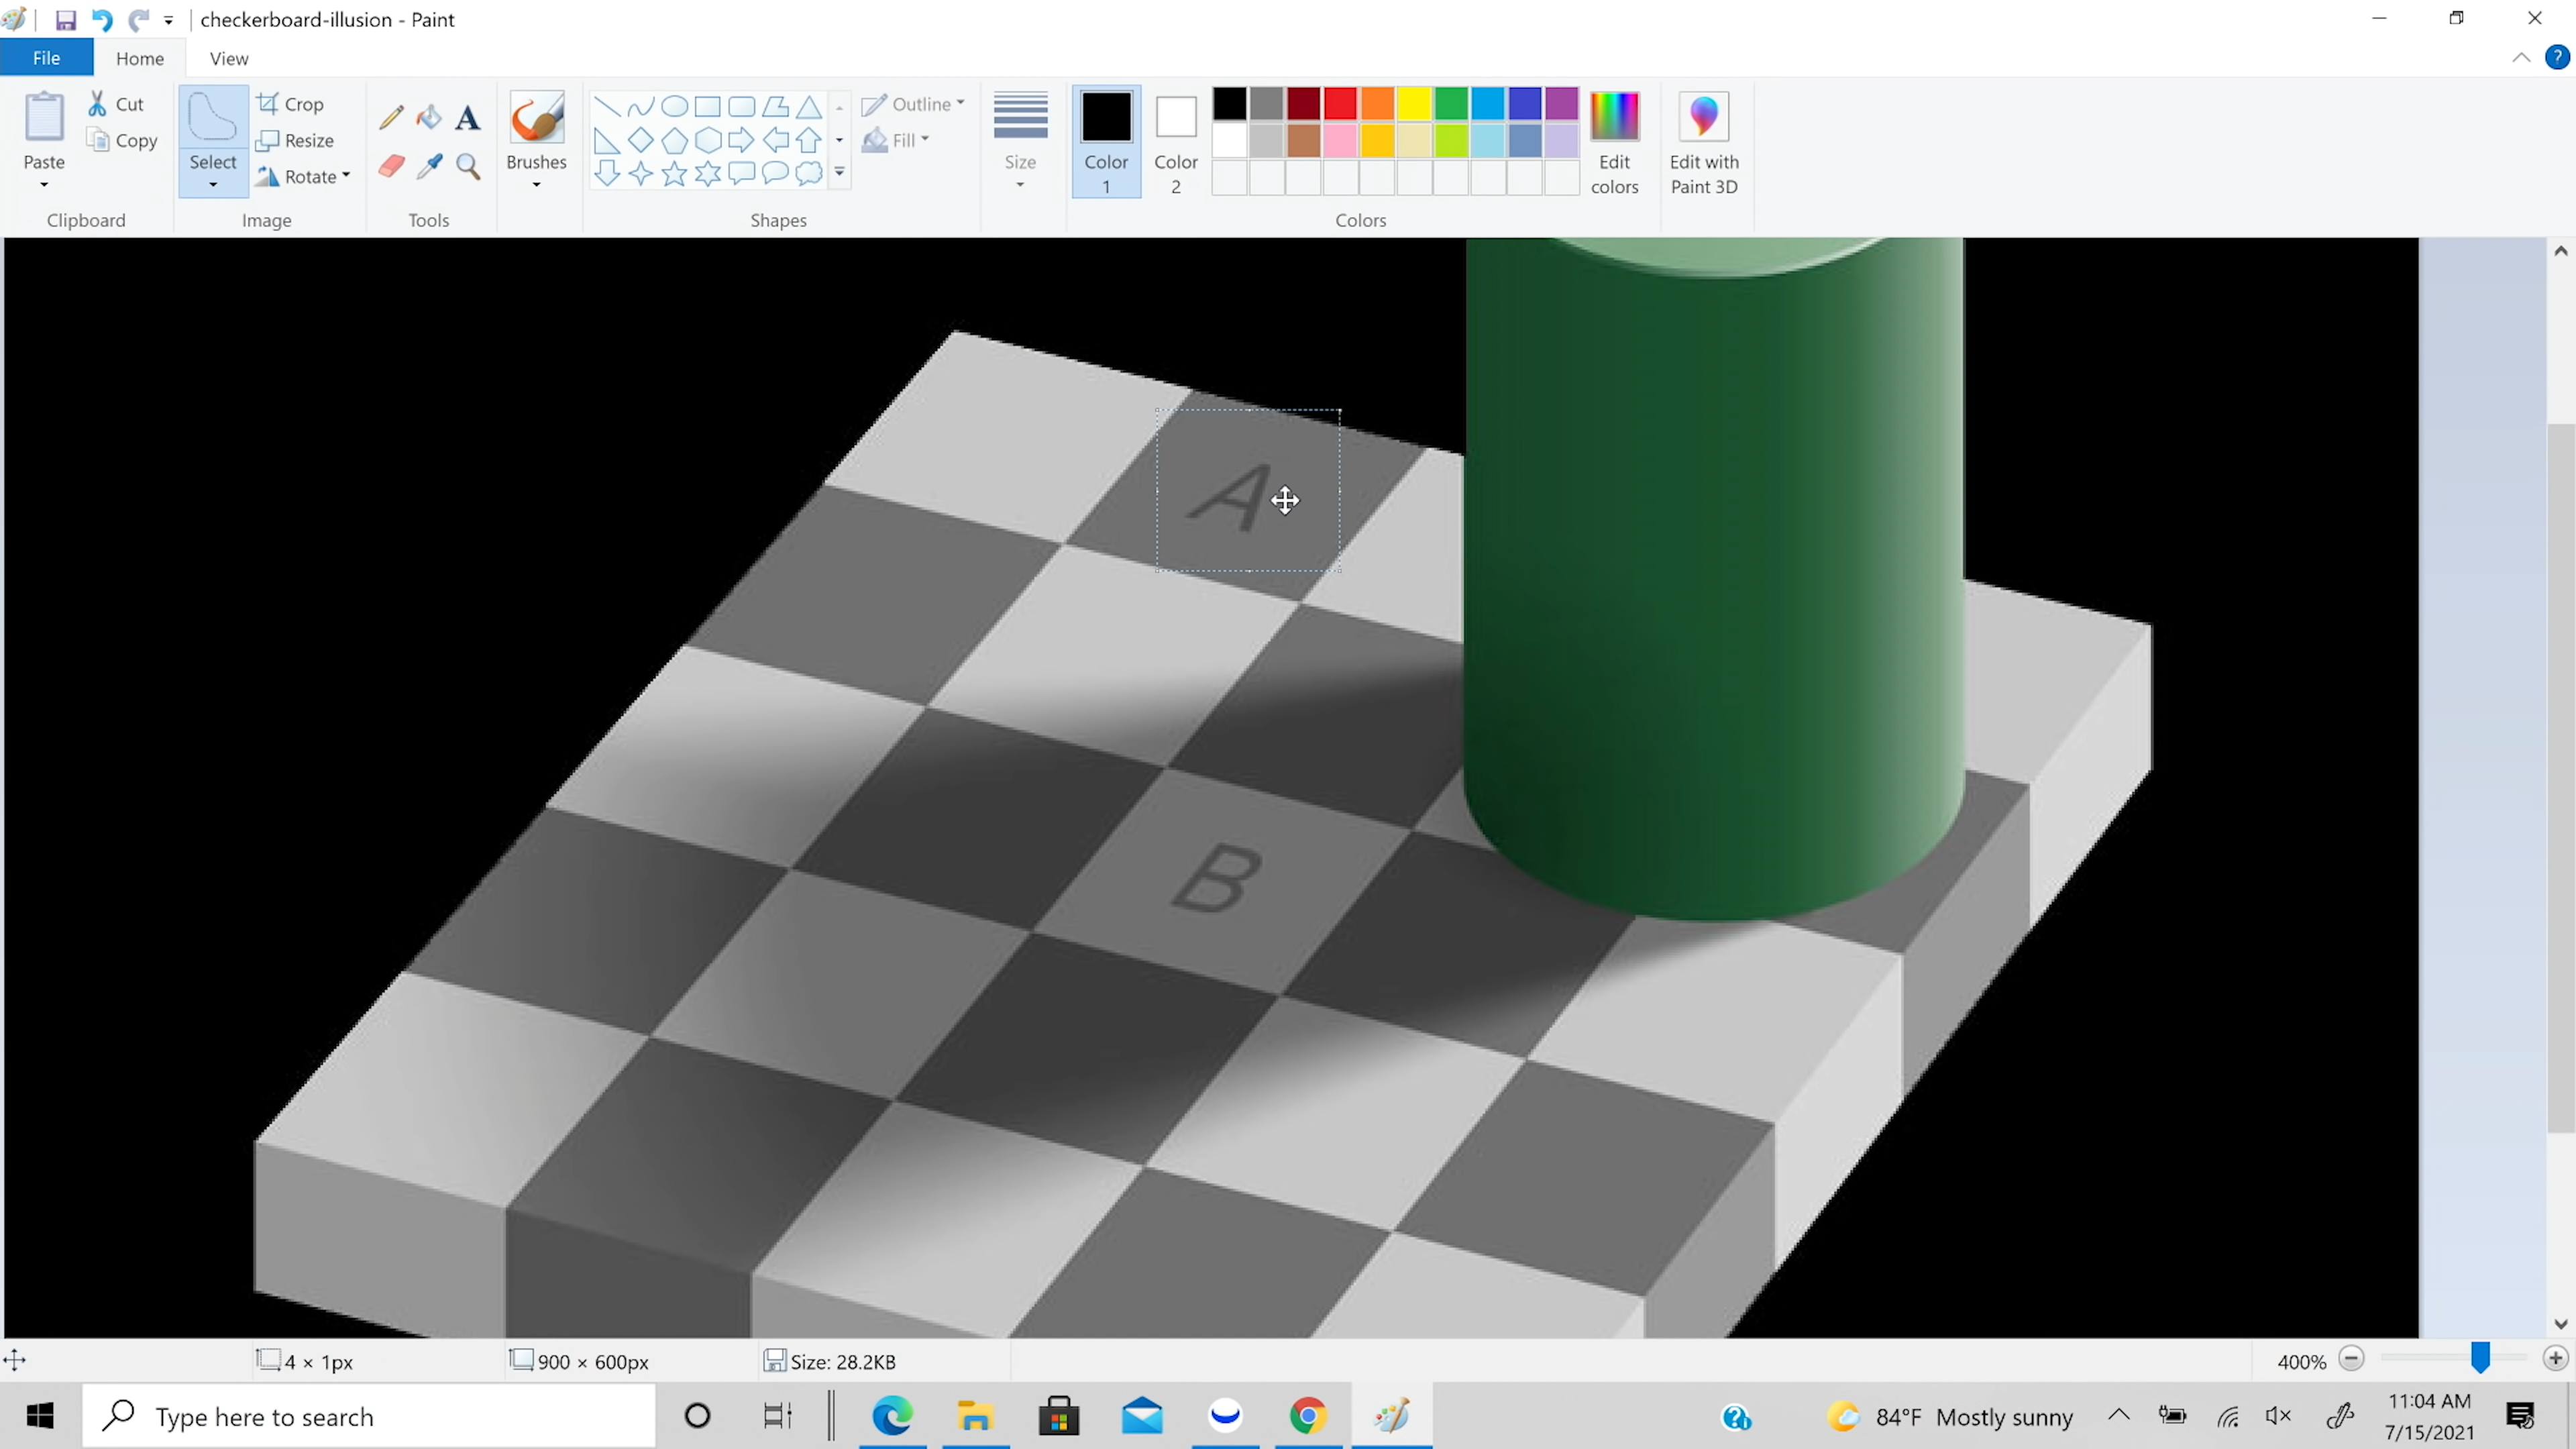 checkerboard-illusion - Paint
File Home View ?
Paste
Cut
Copy
Clipboard
Select
Crop
Resize
Rotate
Image
A
Tools
Brushes
Outline
Fill
Shapes
Size
Color 1
Color 2
Edit colors
Colors
Edit with Paint 3D
A
B
4 × 1px 900 × 600px Size: 28.2KB 400%
Type here to search ? 84°F Mostly sunny 11:04 AM
7/15/2021